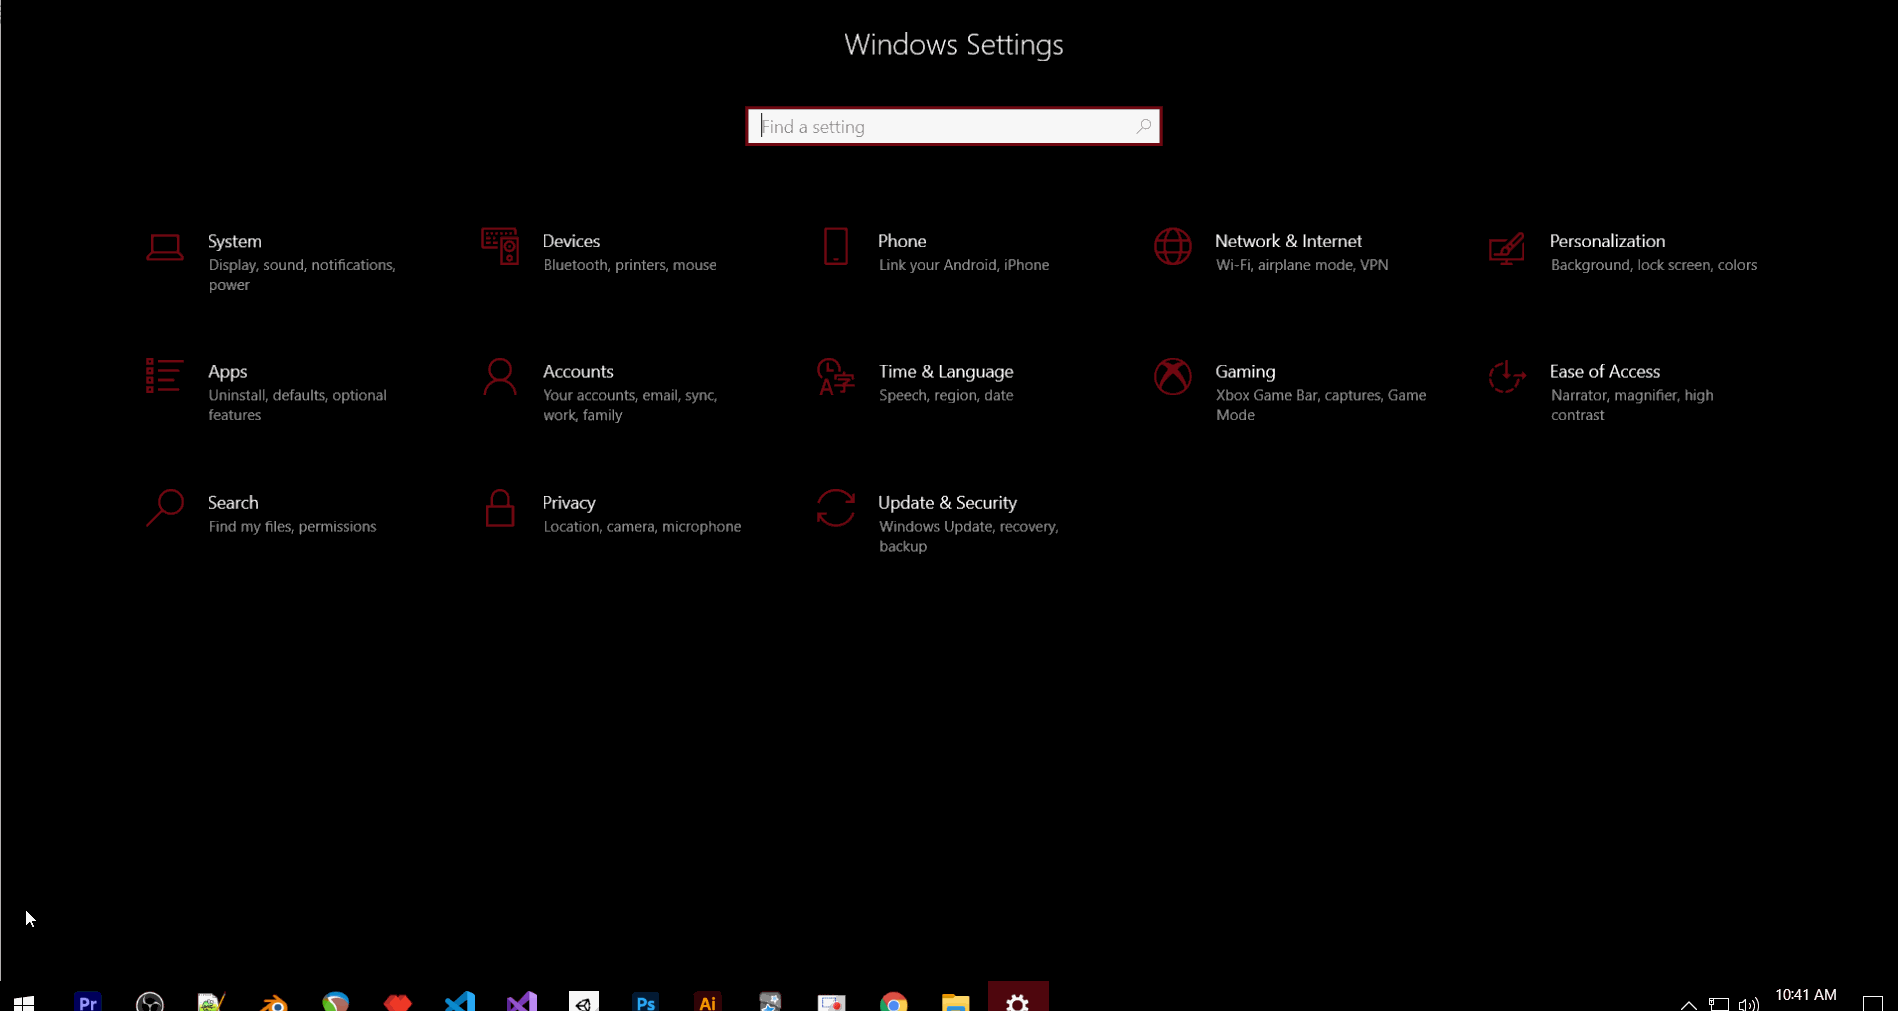 Windows Settings
Find a setting
System
Display, sound, notifications,
power
Devices
Bluetooth, printers, mouse
Phone
Link your Android, iPhone
Network & Internet
Wi-Fi, airplane mode, VPN
Personalization
Background, lock screen, colors
Apps
Uninstall, defaults, optional
features
Accounts
Your accounts, email, sync,
work, family
Time & Language
Speech, region, date
Gaming
Xbox Game Bar, captures, Game
Mode
Ease of Access
Narrator, magnifier, high
contrast
Search
Find my files, permissions
Privacy
Location, camera, microphone
Update & Security
Windows Update, recovery,
backup
Pr
Ps
Ai
10:41 AM